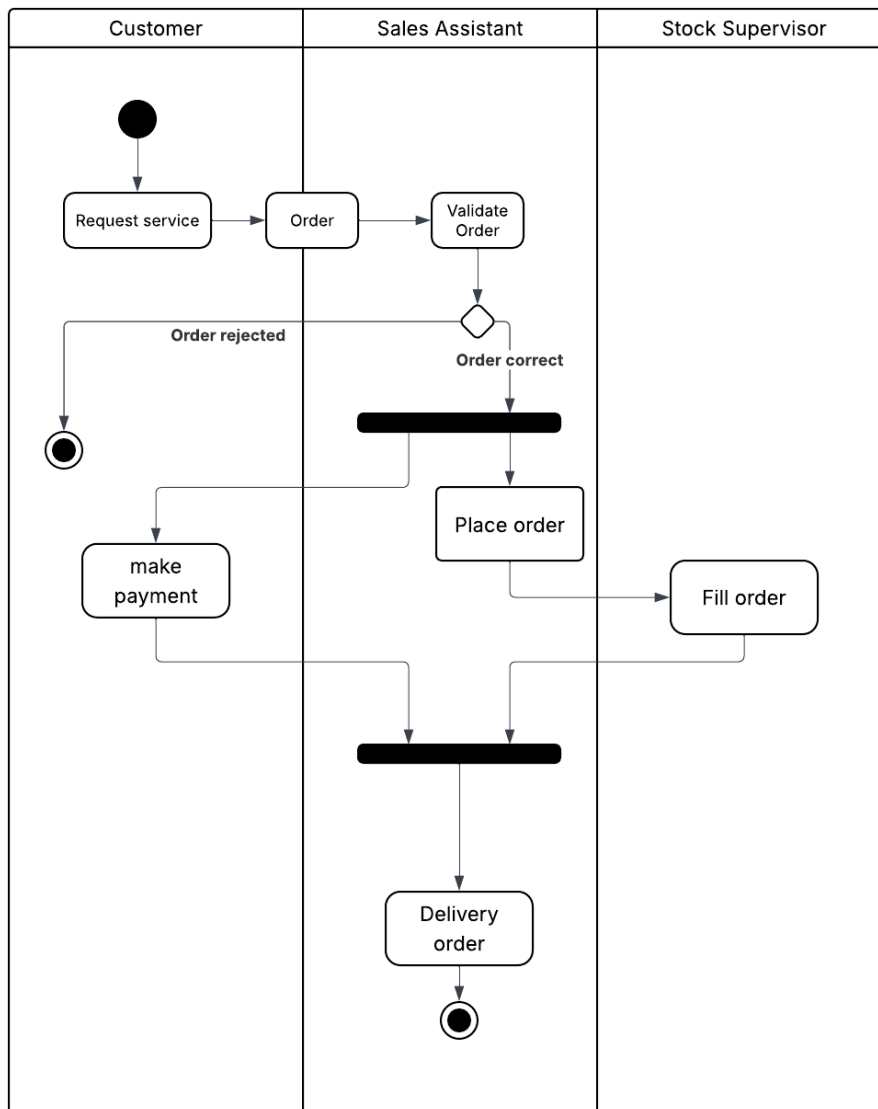 Customer
Sales Assistant
Stock Supervisor
Request service
Order
Validate
Order
Order rejected
Order correct
Place order
make
payment
Fill order
Delivery
order